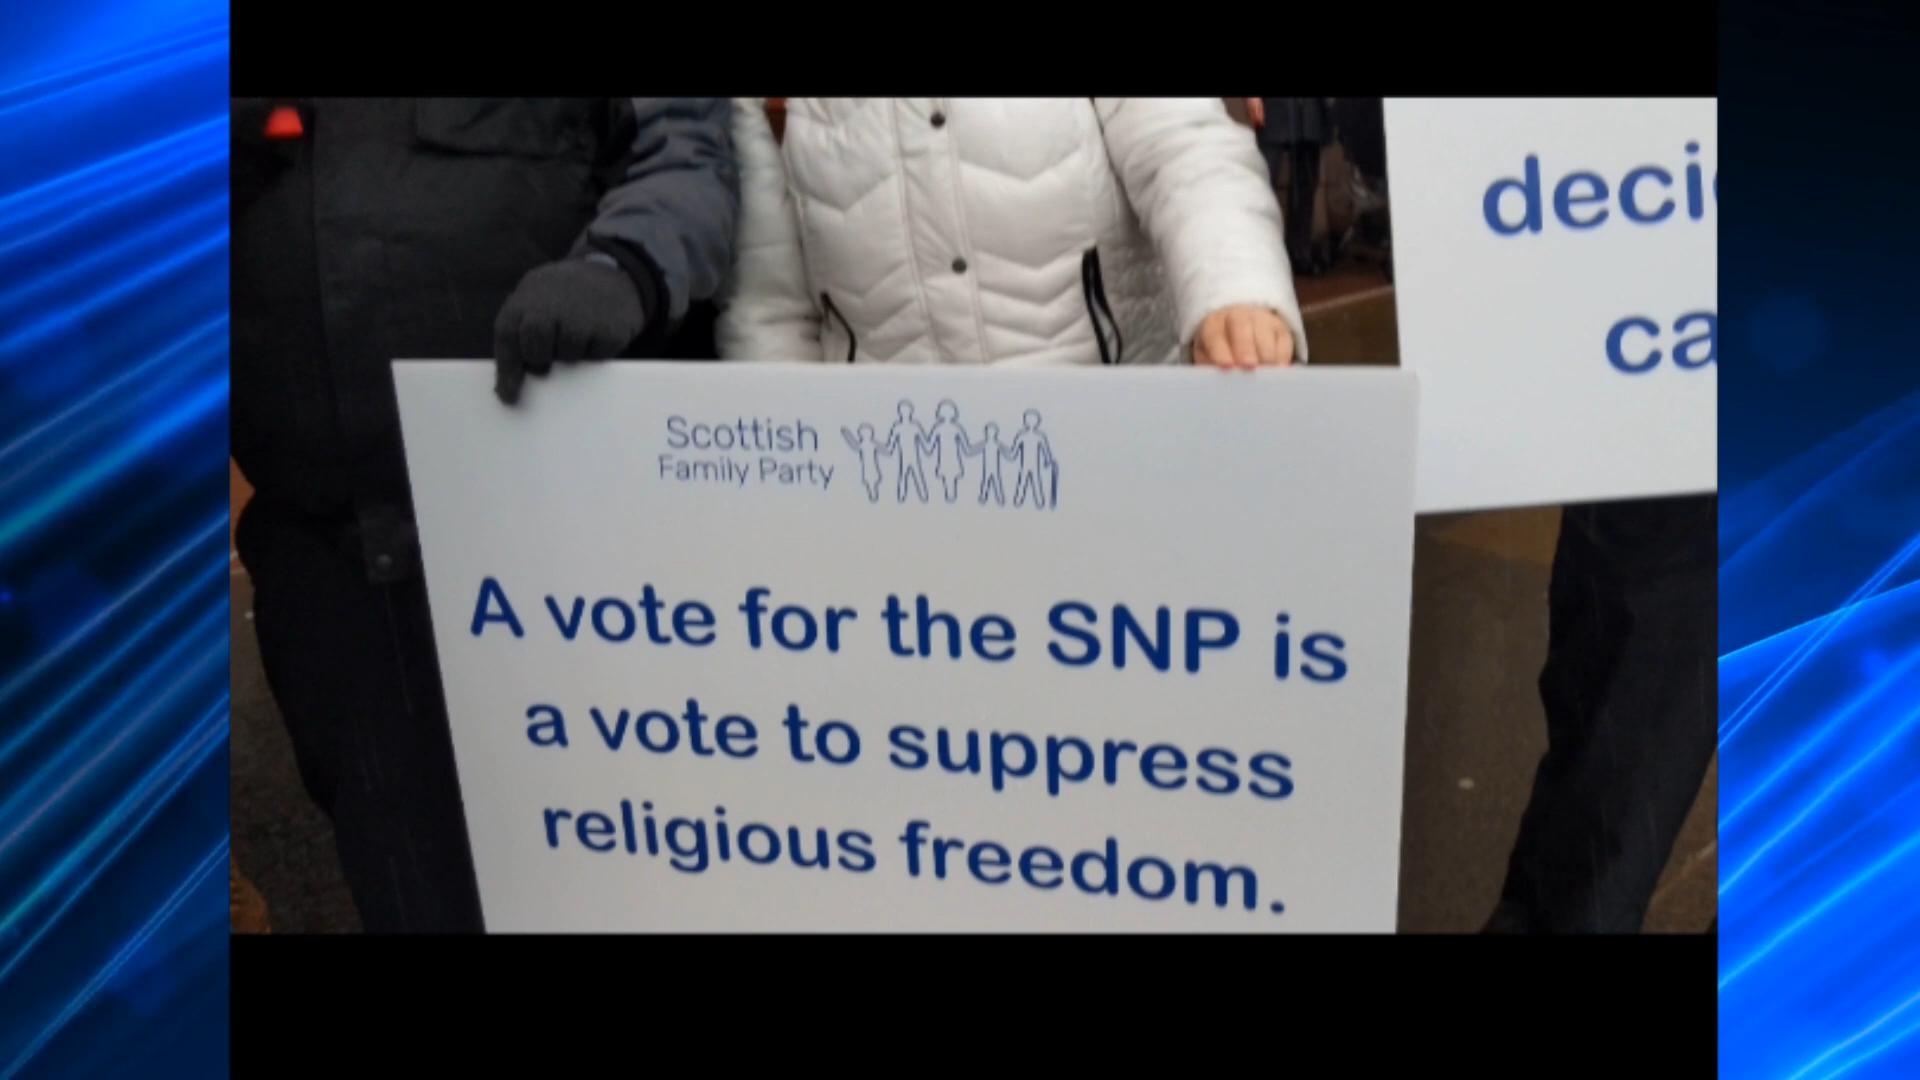 Scottish
Family Party
A vote for the SNP is
a vote to suppress
religious freedom.